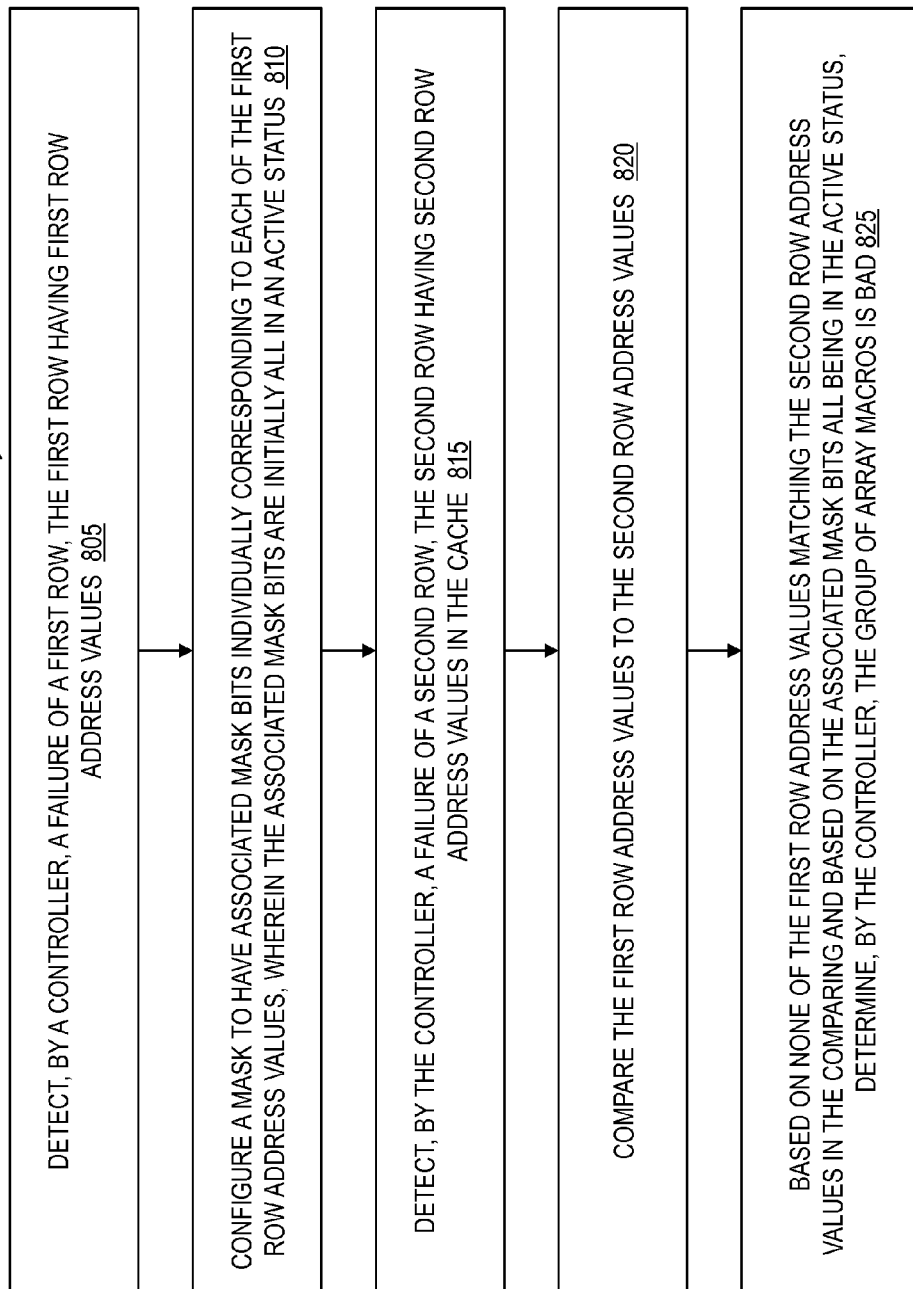 DETECT, BY A CONTROLLER, A FAILURE OF A FIRST ROW, THE FIRST ROW HAVING FIRST ROW
ADDRESS VALUES 805
CONFIGURE A MASK TO HAVE ASSOCIATED MASK BITS INDIVIDUALLY CORRESPONDING TO EACH OF THE FIRST
ROW ADDRESS VALUES, WHEREIN THE ASSOCIATED MASK BITS ARE INITIALLY ALL IN AN ACTIVE STATUS 810
DETECT, BY THE CONTROLLER, A FAILURE OF A SECOND ROW, THE SECOND ROW HAVING SECOND ROW
ADDRESS VALUES IN THE CACHE 815
COMPARE THE FIRST ROW ADDRESS VALUES TO THE SECOND ROW ADDRESS VALUES 820
BASED ON NONE OF THE FIRST ROW ADDRESS VALUES MATCHING THE SECOND ROW ADDRESS
VALUES IN THE COMPARING AND BASED ON THE ASSOCIATED MASK BITS ALL BEING IN THE ACTIVE STATUS,
DETERMINE, BY THE CONTROLLER, THE GROUP OF ARRAY MACROS IS BAD 825